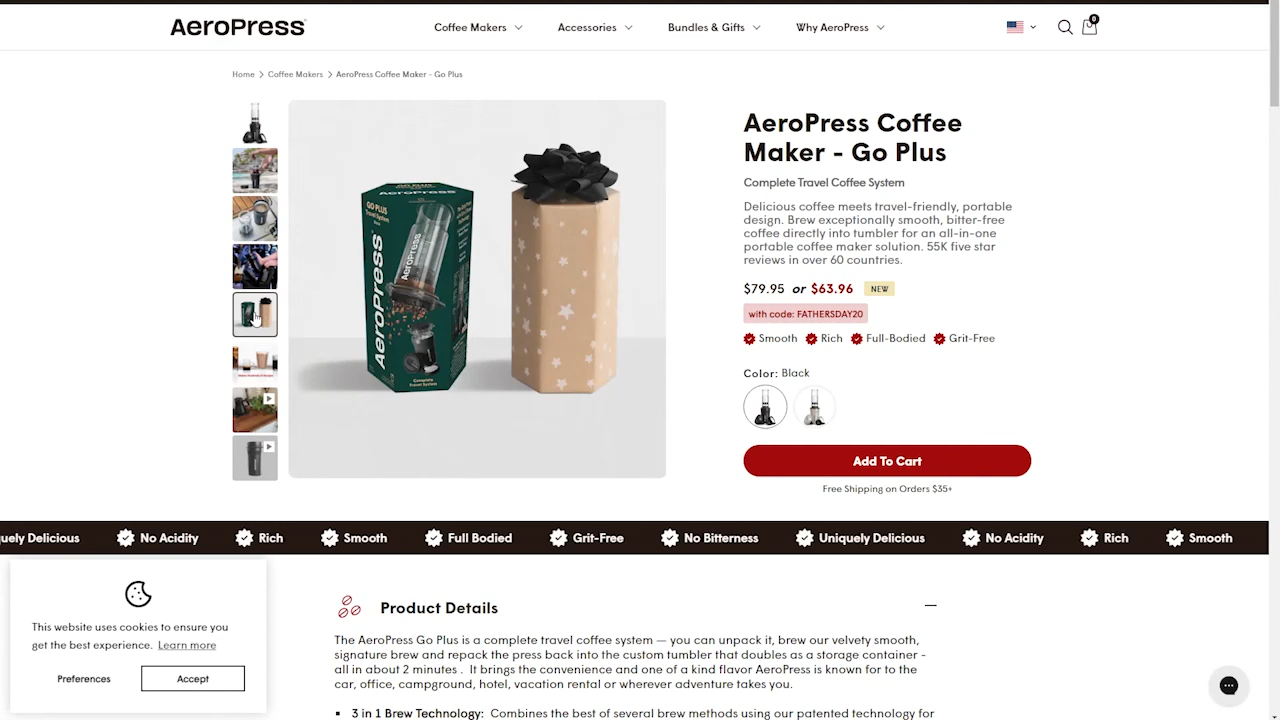 AeroPress
Coffee Makers
Accessories
Bundles & Gifts
Why AeroPress
0
Home > Coffee Makers > AeroPress Coffee Maker - Go Plus
GO PLUS
AEROPRESS
GO PLUS
Travel System
AeroPress
AeroPress
Complete
Travel System
AeroPress Coffee
Maker - Go Plus
Complete Travel Coffee System
Delicious coffee meets travel-friendly, portable
design. Brew exceptionally smooth, bitter-free
coffee directly into tumbler for an all-in-one
portable coffee maker solution. 55K five star
reviews in over 60 countries.
$79.95 or $63.96 NEW
with code: FATHERSDAY20
Smooth Rich Full-Bodied Grit-Free
Color: Black
Add To Cart
Free Shipping on Orders $35+
uely Delicious No Acidity Rich Smooth Full Bodied Grit-Free No Bitterness Uniquely Delicious No Acidity Rich Smooth
This website uses cookies to ensure you
get the best experience. Learn more
Preferences
Accept
Product Details
The AeroPress Go Plus is a complete travel coffee system — you can unpack it, brew our velvety smooth,
signature brew and repack the press back into the custom tumbler that doubles as a storage container -
all in about 2 minutes . It brings the convenience and one of a kind flavor AeroPress is known for to the
car, office, campground, hotel, vacation rental or wherever adventure takes you.
▪ 3 in 1 Brew Technology: Combines the best of several brew methods using our patented technology for